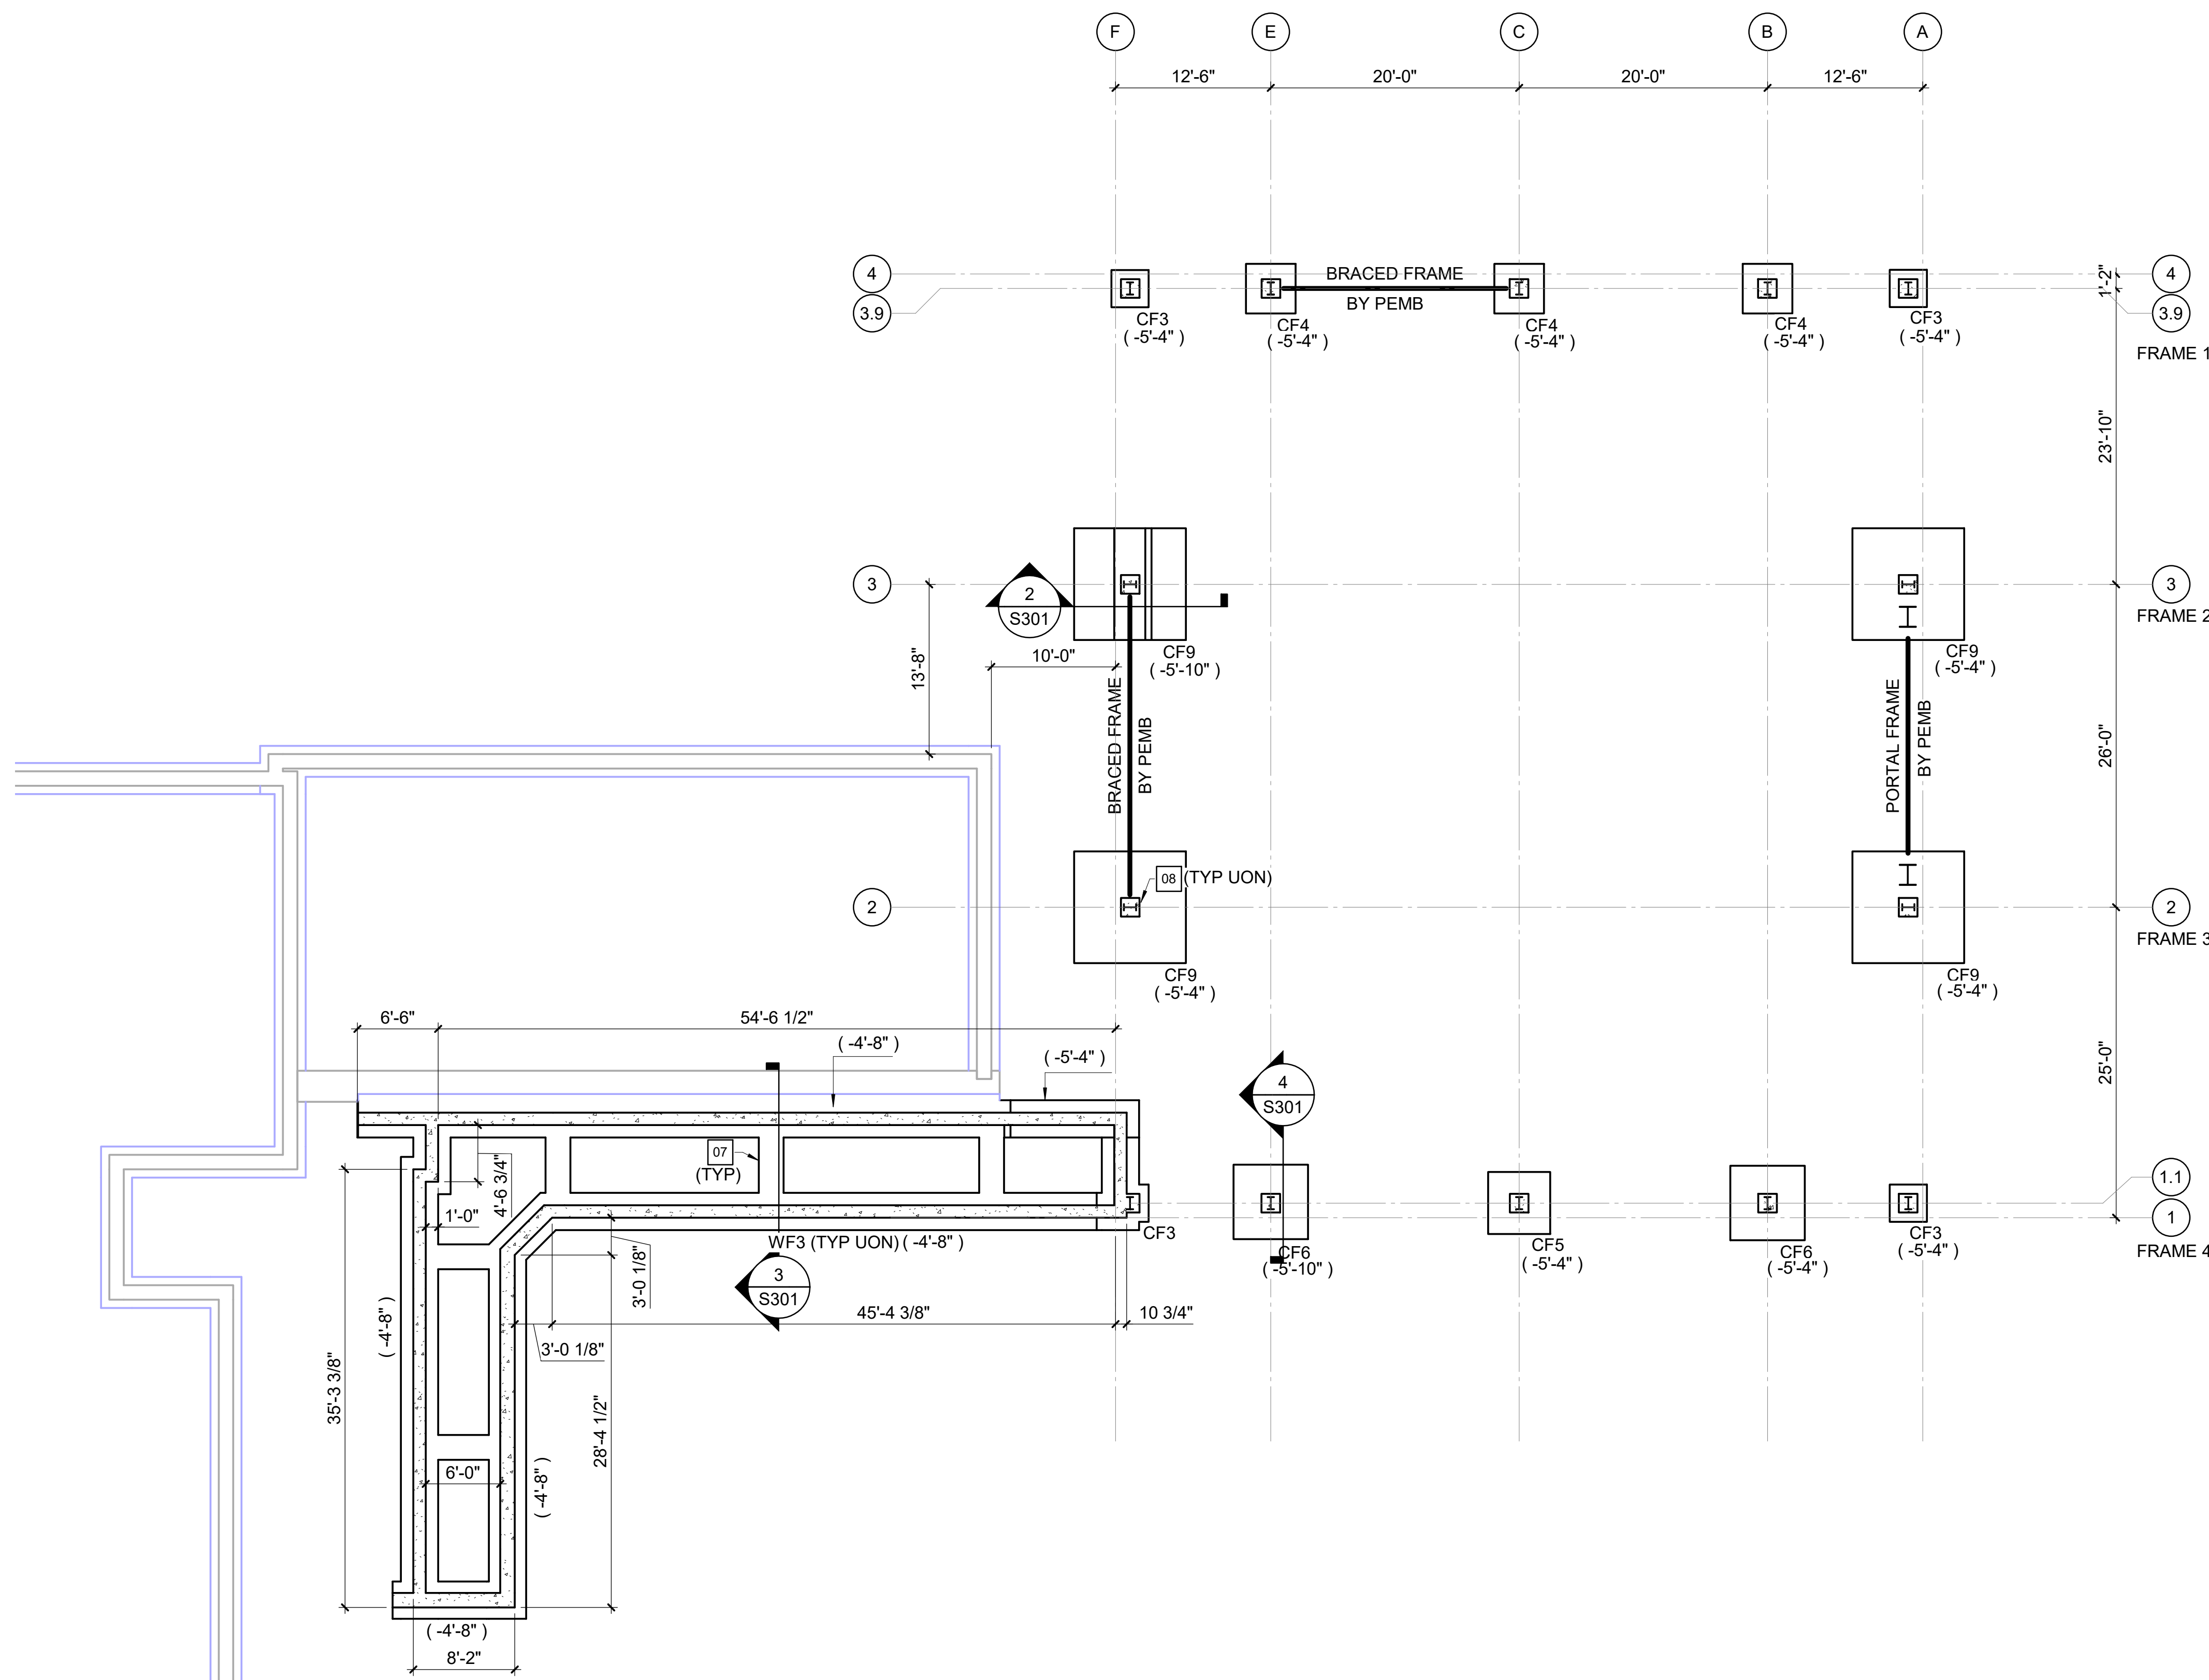 F
E
C
B
A
12'-6"
20'-0"
20'-0"
12'-6"
4
3.9
BRACED FRAME
BY PEMB
CF3
( -5'-4" )
CF4
( -5'-4" )
CF4
( -5'-4" )
CF4
( -5'-4" )
CF3
( -5'-4" )
1'-2"
4
3.9
FRAME 1
23'-10"
3
2
S301
13'-8"
10'-0"
CF9
( -5'-10" )
CF9
( -5'-4" )
3
FRAME 2
BRACED FRAME
BY PEMB
PORTAL FRAME
BY PEMB
26'-0"
2
08
(TYP UON)
CF9
( -5'-4" )
CF9
( -5'-4" )
2
FRAME 3
6'-6"
54'-6 1/2"
( -4'-8" )
( -5'-4" )
4
S301
25'-0"
07
(TYP)
4'-6 3/4"
1'-0"
WF3 (TYP UON) ( -4'-8" )
CF3
CF6
( -5'-10" )
CF5
( -5'-4" )
CF6
( -5'-4" )
CF3
( -5'-4" )
1.1
1
FRAME 4
3'-0 1/8"
3
S301
45'-4 3/8"
10 3/4"
3'-0 1/8"
( -4'-8" )
35'-3 3/8"
28'-4 1/2"
6'-0"
( -4'-8" )
( -4'-8" )
8'-2"